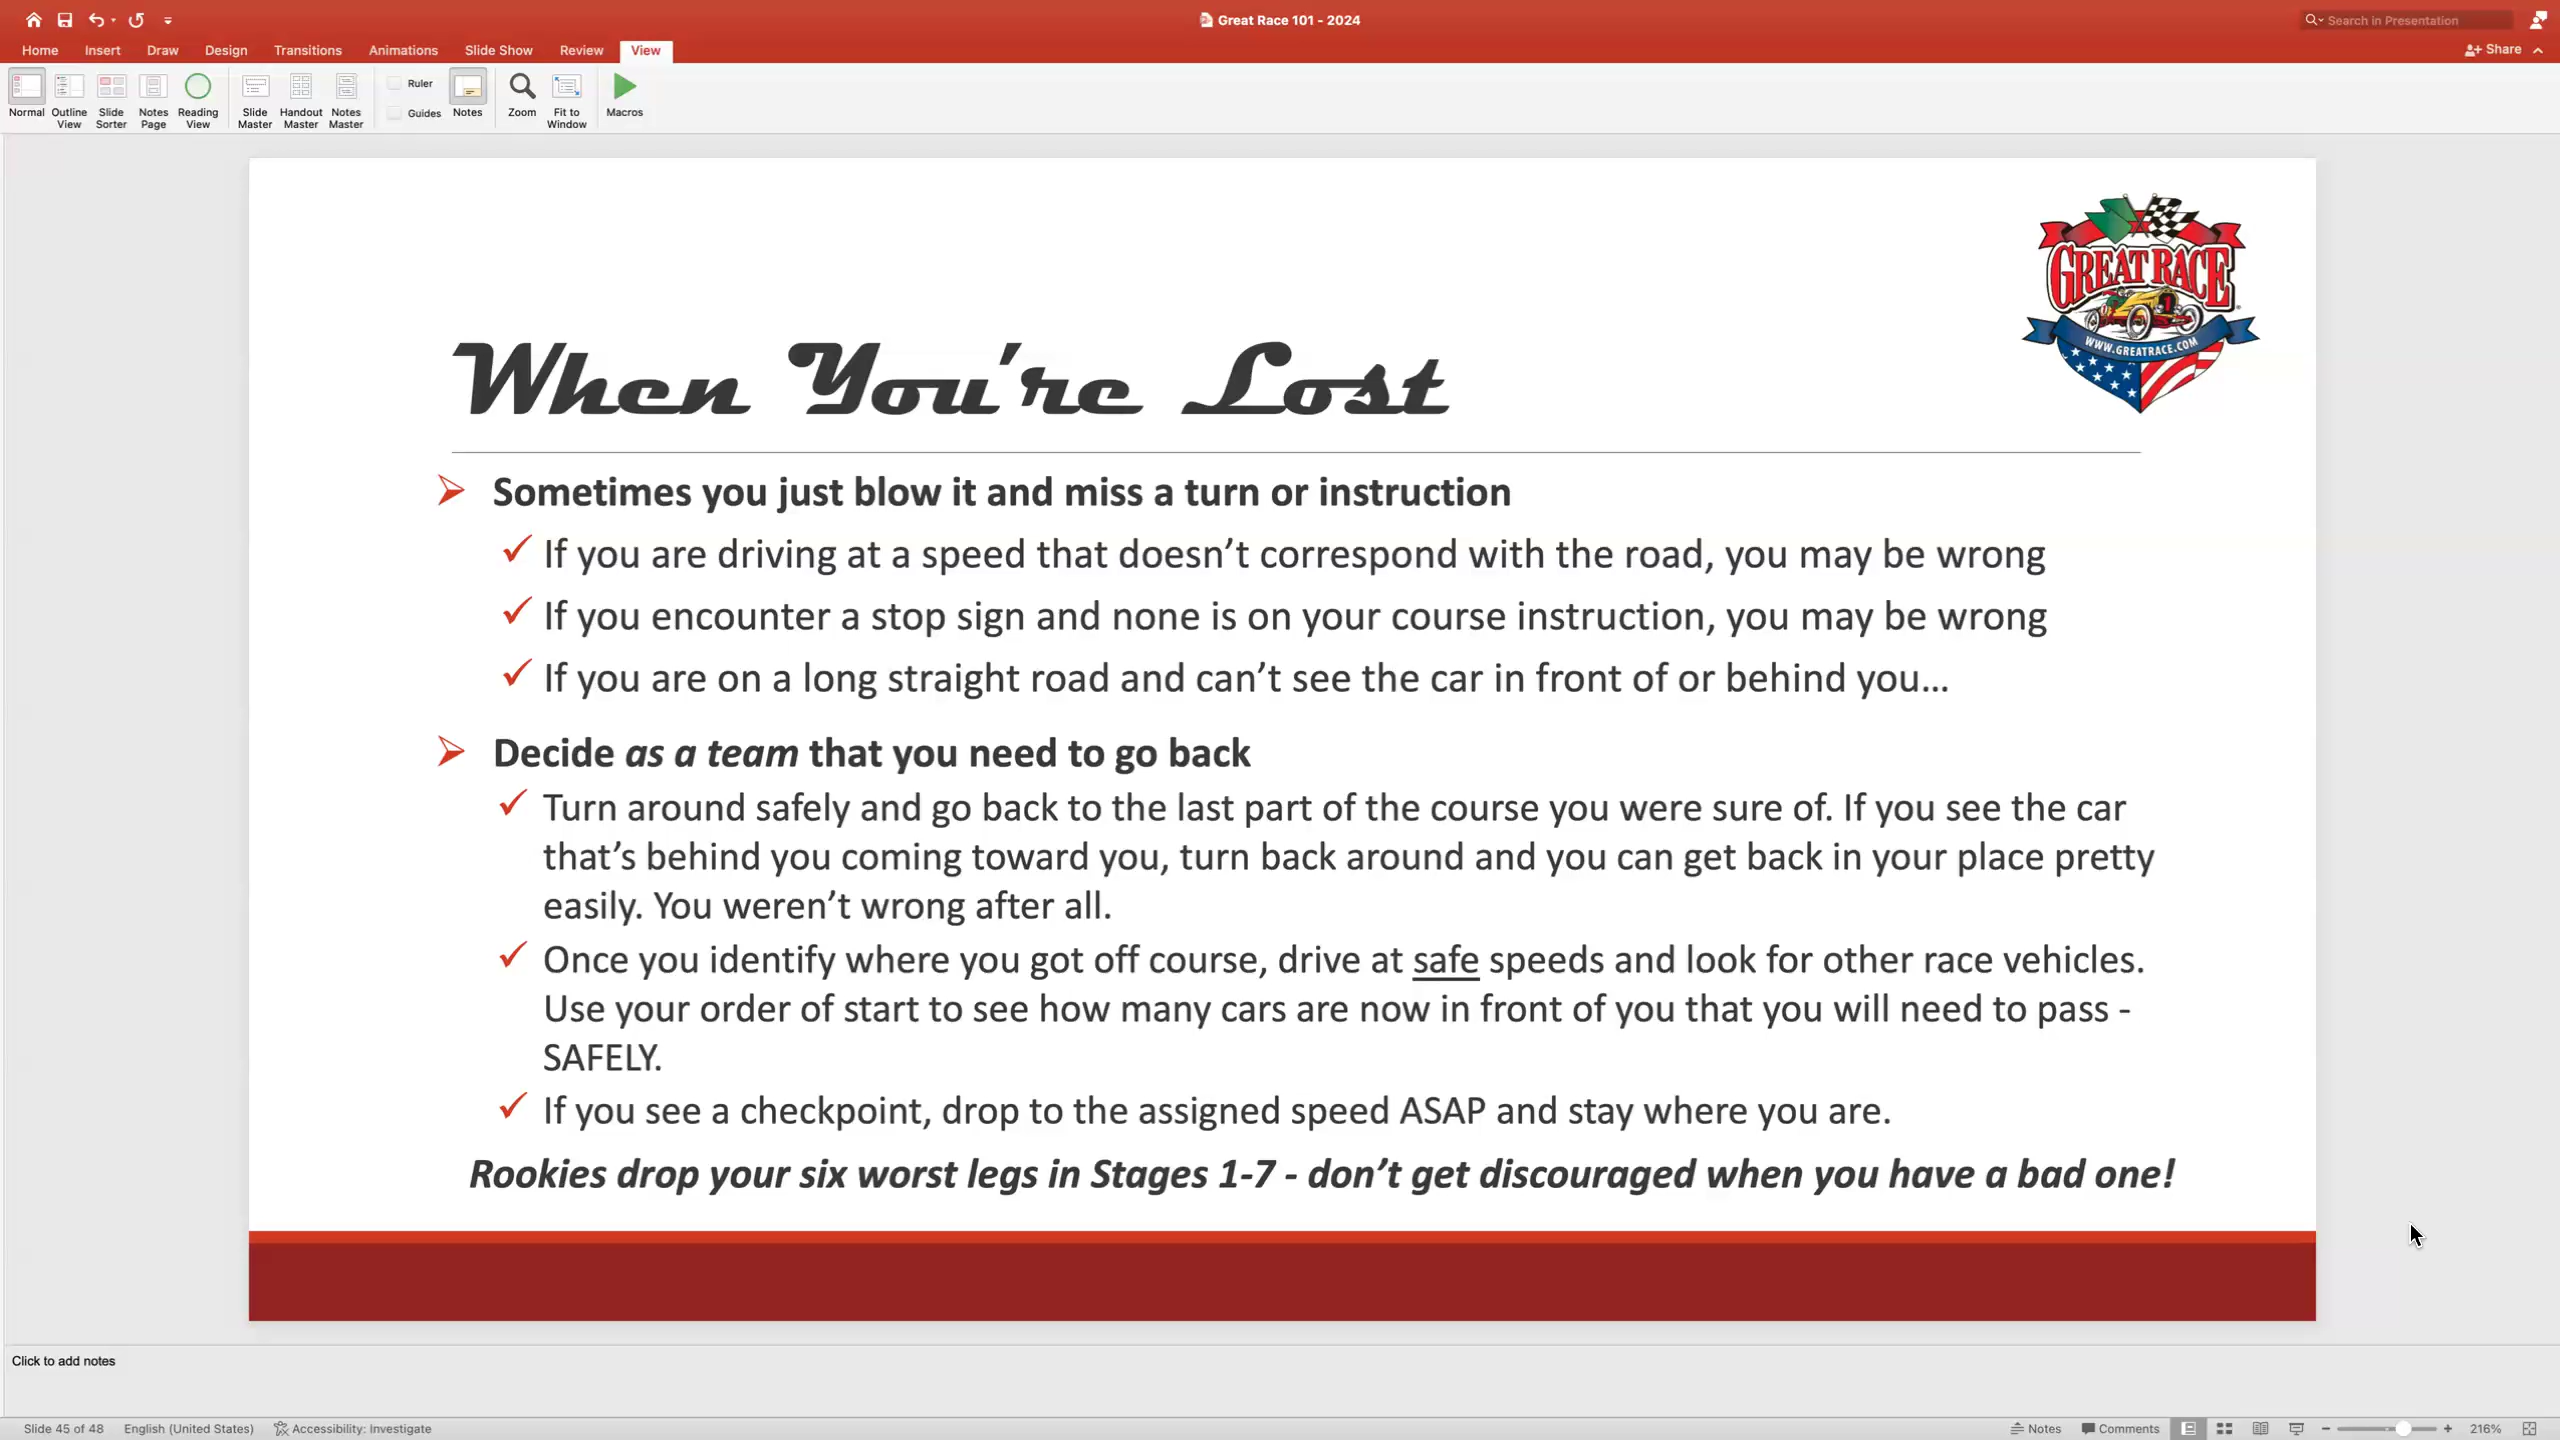 Great Race 101 - 2024
Search in Presentation
Home Insert Draw Design Transitions Animations Slide Show Review View
Share
Normal
Outline View
Slide Sorter
Notes Page
Reading View
Slide Master
Handout Master
Notes Master
Ruler
Guides
Notes
Zoom
Fit to Window
Macros
GREAT RACE
WWW.GREATRACE.COM
When You're Lost
Sometimes you just blow it and miss a turn or instruction
If you are driving at a speed that doesn’t correspond with the road, you may be wrong
If you encounter a stop sign and none is on your course instruction, you may be wrong
If you are on a long straight road and can’t see the car in front of or behind you…
Decide as a team that you need to go back
Turn around safely and go back to the last part of the course you were sure of. If you see the car
that’s behind you coming toward you, turn back around and you can get back in your place pretty
easily. You weren’t wrong after all.
Once you identify where you got off course, drive at safe speeds and look for other race vehicles.
Use your order of start to see how many cars are now in front of you that you will need to pass -
SAFELY.
If you see a checkpoint, drop to the assigned speed ASAP and stay where you are.
Rookies drop your six worst legs in Stages 1-7 - don’t get discouraged when you have a bad one!
Click to add notes
Slide 45 of 48 English (United States) Accessibility: Investigate Notes Comments 216%